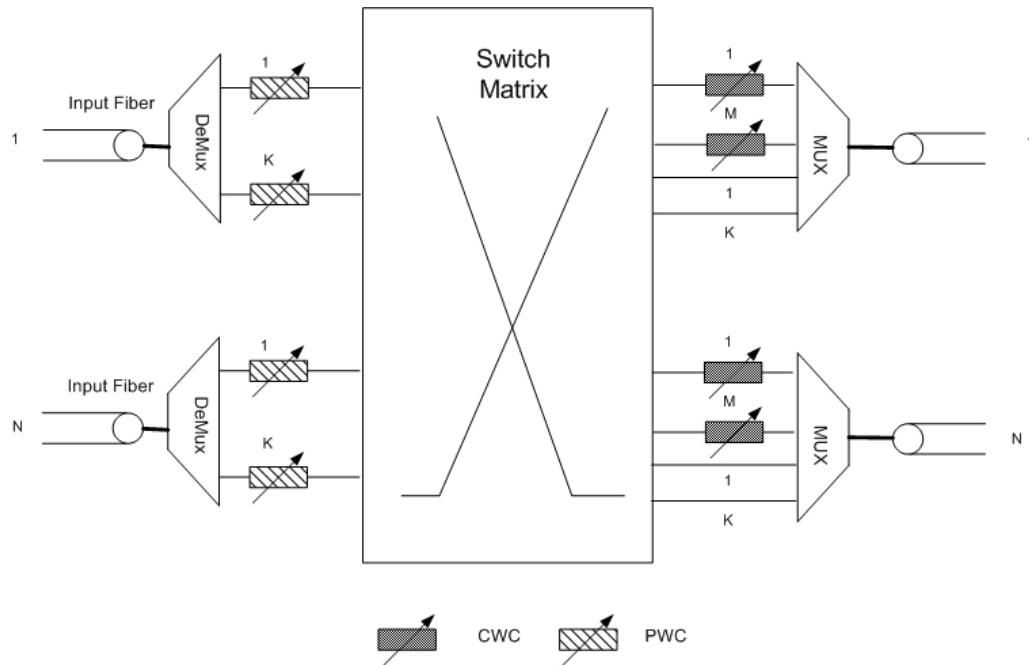 Switch
Matrix
1
K
Input Fiber
1
DeMux
1
M
1
K
MUX
1
K
Input Fiber
N
DeMux
1
M
1
K
MUX
N
CWC
PWC